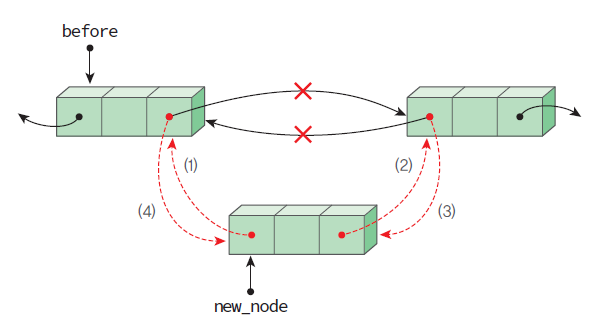 before
(1)
(2)
(4)
(3)
new_node